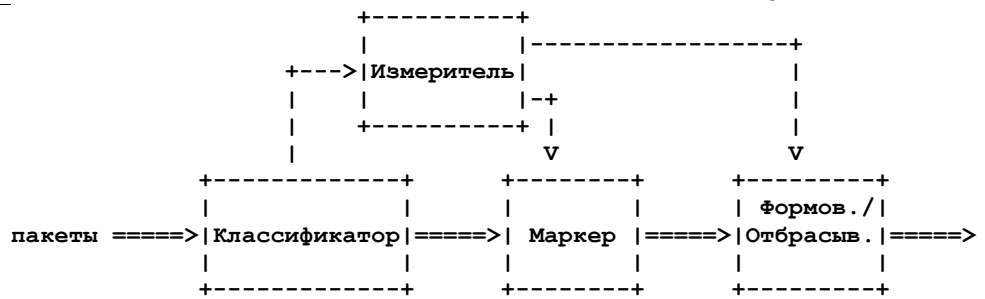 Измеритель
Формов./
пакеты Классификатор Маркер Отбрасыв.